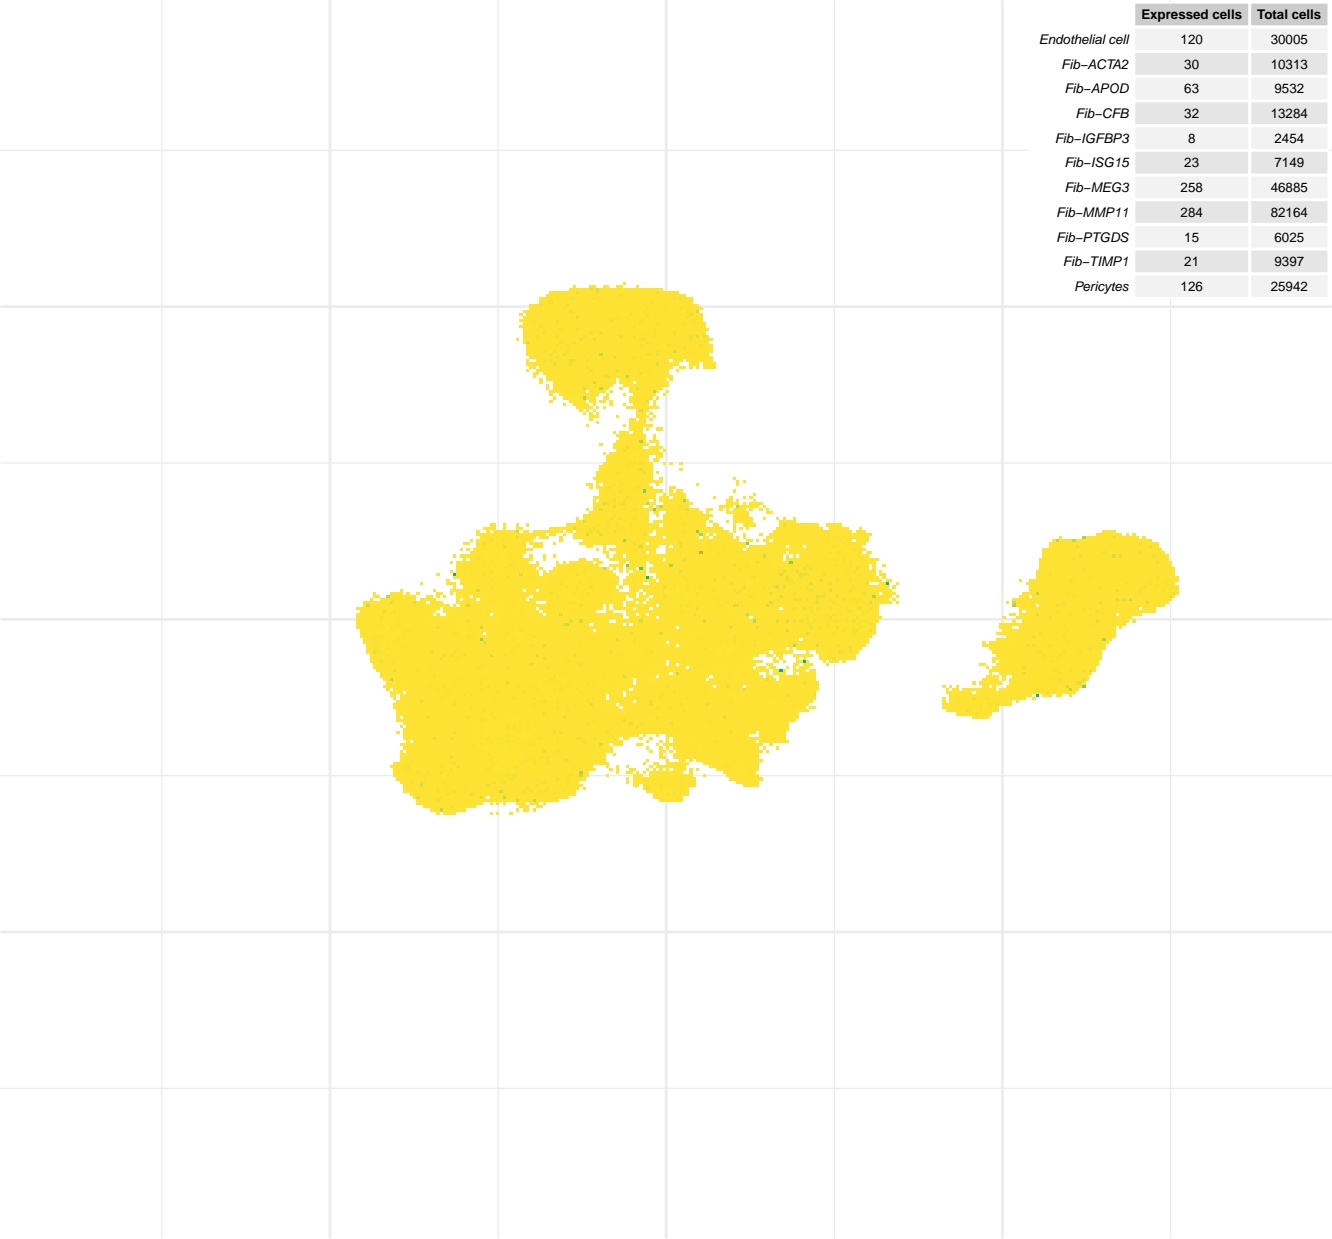 Expressed cells Total cells
Endothelial cell 120 30005
Fib−ACTA2 30 10313
Fib−APOD 63 9532
Fib−CFB 32 13284
Fib−IGFBP3 8 2454
Fib−ISG15 23 7149
Fib−MEG3 258 46885
Fib−MMP11 284 82164
Fib−PTGDS 15 6025
Fib−TIMP1 21 9397
Pericytes 126 25942